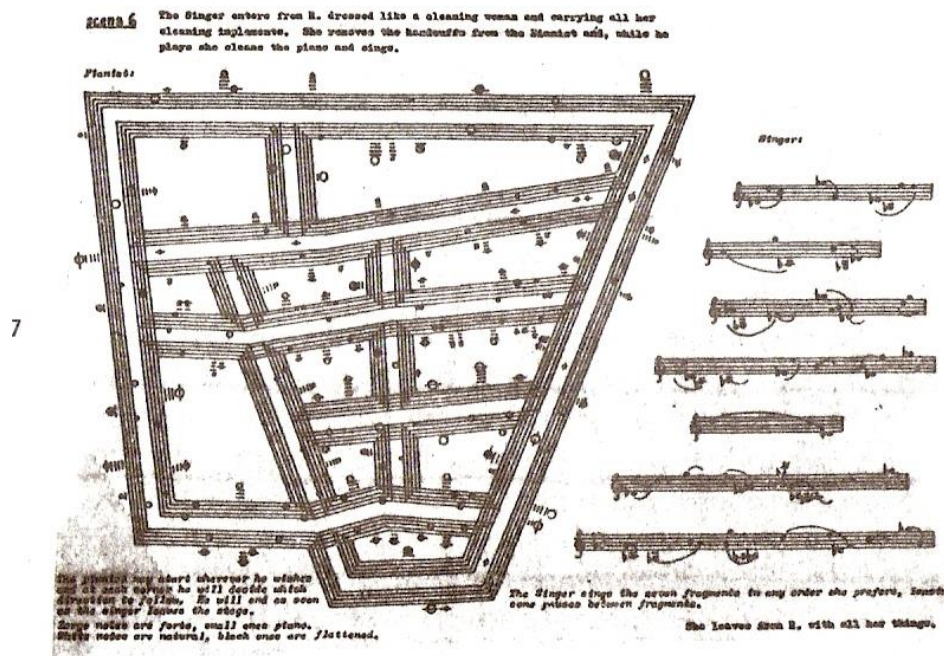 scena 6 The Singer enters from R. dressed like a cleaning woman and carrying all her
cleaning implements. She removes the handcuffs from the Pianist and, while he
plays she cleans the piano and sings.
Pianist:
Singer:
7
The pianist may start wherever he wishes
and at each corner he will decide which
direction to follow. He will end as soon
as the singer leaves the stage.
notes are forte, small ones piano.
White notes are natural, black ones are flattened.
The Singer sings the seven fragments in any order she prefers,
some pauses between fragments.
She leaves from R. with all her things.